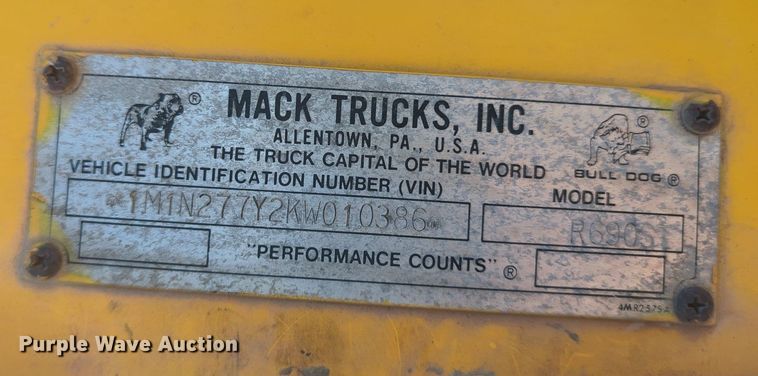 MACK TRUCKS, INC.
ALLENTOWN, PA., U.S.A.
THE TRUCK CAPITAL OF THE WORLD
BULL DOG ®
VEHICLE IDENTIFICATION NUMBER (VIN)
MODEL
*1M1N277Y2KW010386*
R690ST
"PERFORMANCE COUNTS" ®
4MR2575A
Purple Wave Auction